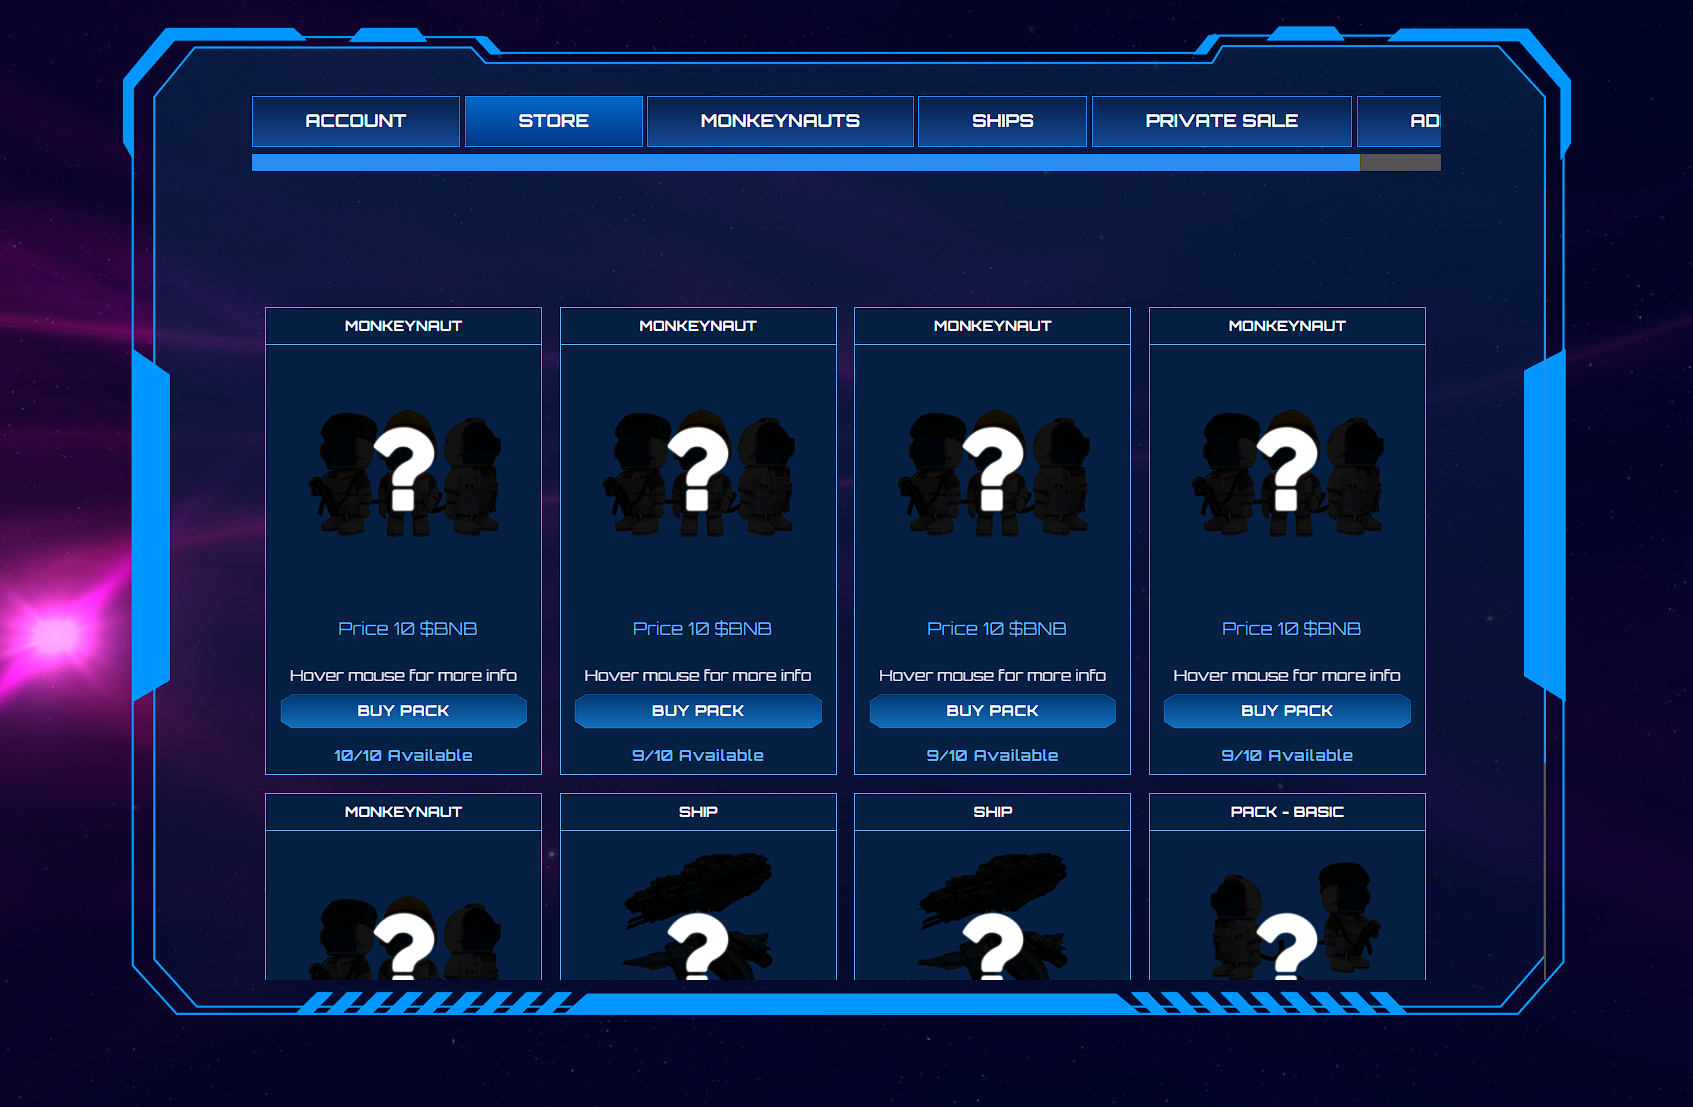 ACCOUNT STORE MONKEYNAUTS SHIPS PRIVATE SALE AD
MONKEYNAUT MONKEYNAUT MONKEYNAUT MONKEYNAUT
? ? ? ?
Price 10 $BNB Price 10 $BNB Price 10 $BNB Price 10 $BNB
Hover mouse for more info Hover mouse for more info Hover mouse for more info Hover mouse for more info
BUY PACK BUY PACK BUY PACK BUY PACK
10/10 Available 9/10 Available 9/10 Available 9/10 Available
MONKEYNAUT SHIP SHIP PACK - BASIC
? ? ? ?